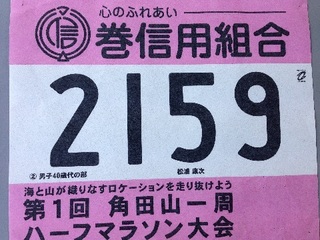 心のふれあい
巻信用組合
2159
② 男子40歳代の部 松浦 康次
海と山が織りなすロケーションを走り抜けよう
第1回 角田山一周
ハーフマラソン大会